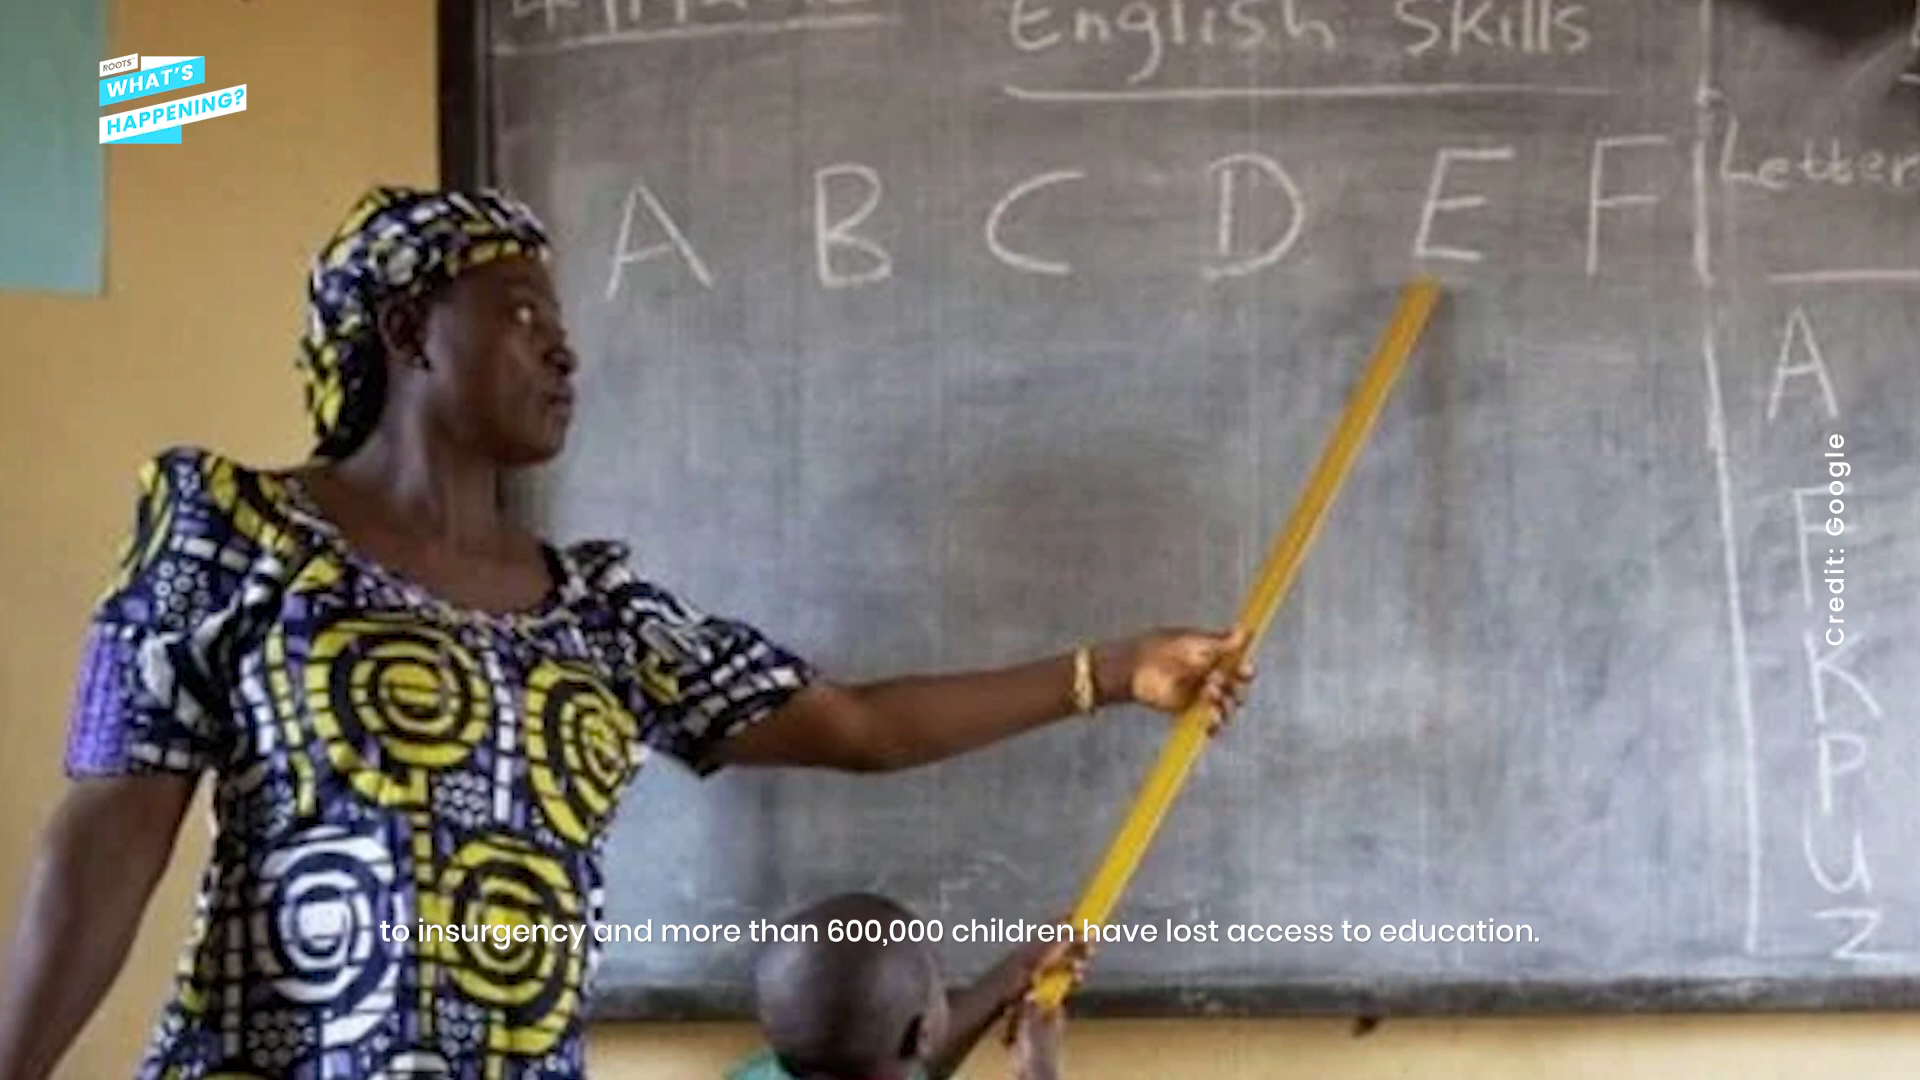 ROOTS
WHAT'S
HAPPENING?
English Skills
A B C D E F
Letter
A
F
K
P
U
Z
Credit: Google
to insurgency and more than 600,000 children have lost access to education.